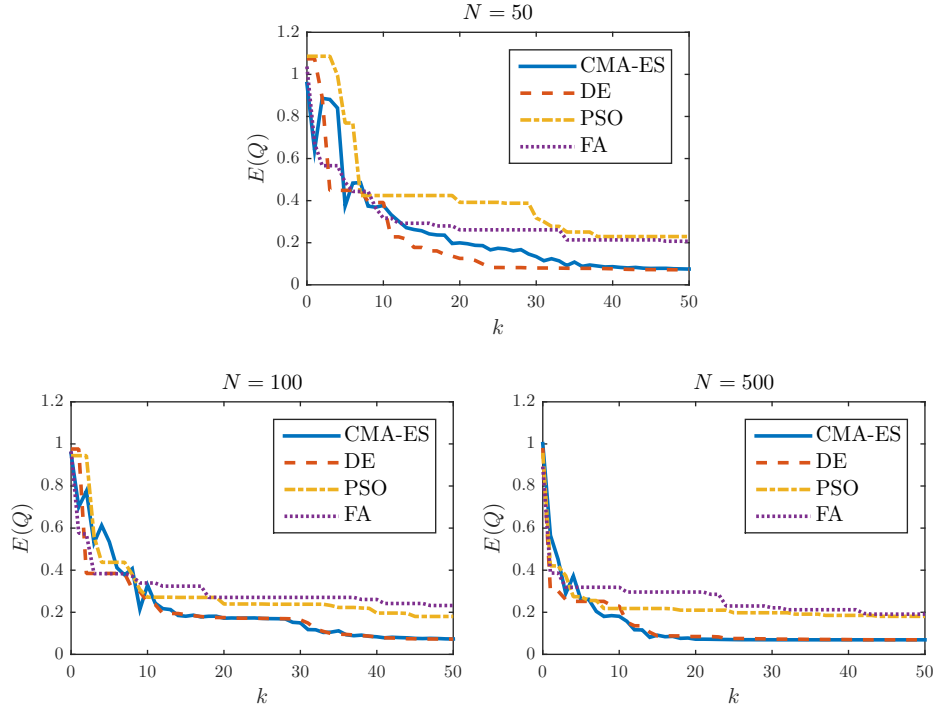 N = 50
1.2
1
0.8
0.6
0.4
0.2
0
E(Q)
CMA-ES
DE
PSO
FA
0 10 20 30 40 50
k
N = 100
1.2
1
0.8
0.6
0.4
0.2
0
E(Q)
CMA-ES
DE
PSO
FA
0 10 20 30 40 50
k
N = 500
1.2
1
0.8
0.6
0.4
0.2
0
E(Q)
CMA-ES
DE
PSO
FA
0 10 20 30 40 50
k